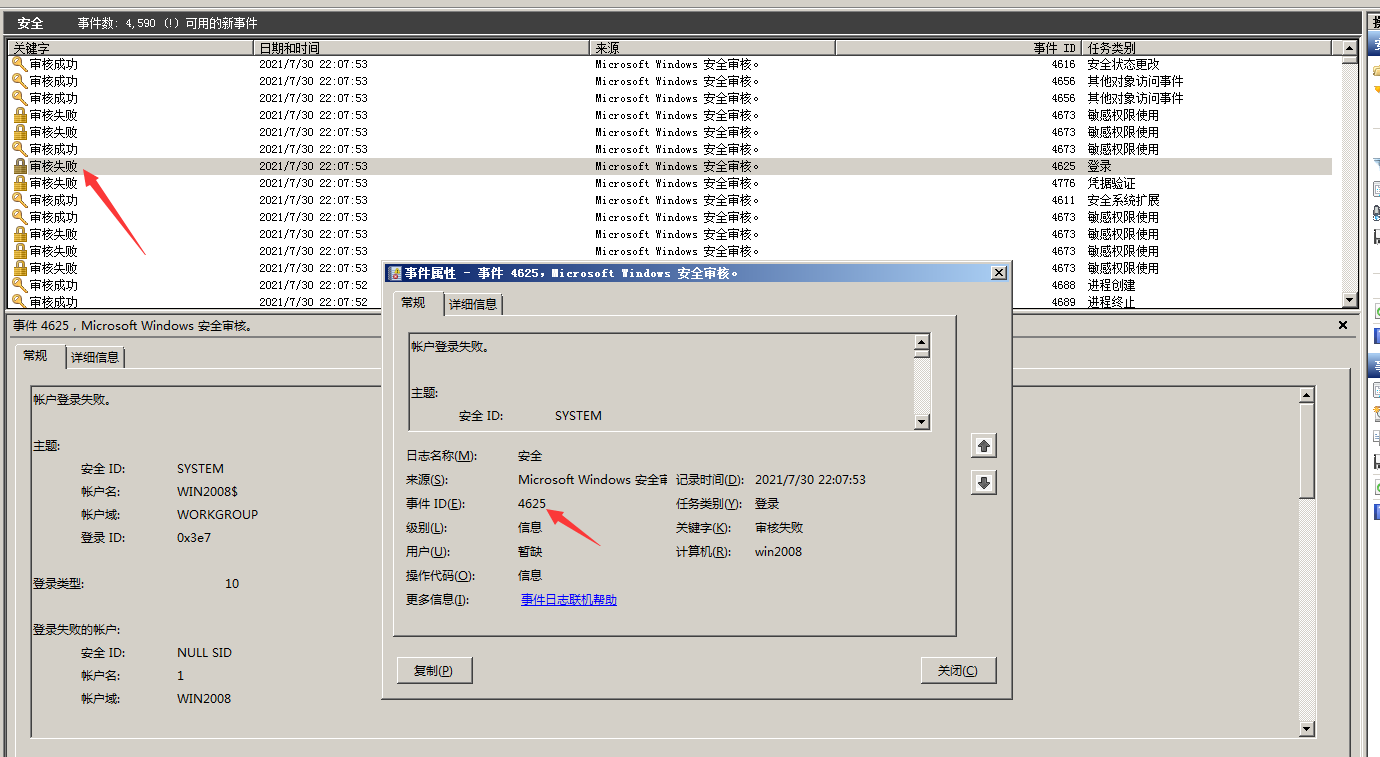 安全 事件数: 4,590 (!) 可用的新事件
关键字 日期和时间 来源 事件 ID 任务类别
审核成功 2021/7/30 22:07:53 Microsoft Windows 安全审核。 4616 安全状态更改
审核成功 2021/7/30 22:07:53 Microsoft Windows 安全审核。 4656 其他对象访问事件
审核成功 2021/7/30 22:07:53 Microsoft Windows 安全审核。 4656 其他对象访问事件
审核失败 2021/7/30 22:07:53 Microsoft Windows 安全审核。 4673 敏感权限使用
审核失败 2021/7/30 22:07:53 Microsoft Windows 安全审核。 4673 敏感权限使用
审核成功 2021/7/30 22:07:53 Microsoft Windows 安全审核。 4673 敏感权限使用
审核失败 2021/7/30 22:07:53 Microsoft Windows 安全审核。 4625 登录
审核失败 2021/7/30 22:07:53 Microsoft Windows 安全审核。 4776 凭据验证
审核成功 2021/7/30 22:07:53 Microsoft Windows 安全审核。 4611 安全系统扩展
审核成功 2021/7/30 22:07:53 Microsoft Windows 安全审核。 4673 敏感权限使用
审核失败 2021/7/30 22:07:53 Microsoft Windows 安全审核。 4673 敏感权限使用
审核失败 2021/7/30 22:07:53 Microsoft Windows 安全审核。 4673 敏感权限使用
审核失败 2021/7/30 22:07:53 4673 敏感权限使用
审核成功 2021/7/30 22:07:52 4688 进程创建
审核成功 2021/7/30 22:07:52 4689 进程终止
事件 4625，Microsoft Windows 安全审核。
常规 详细信息
帐户登录失败。
主题:
安全 ID: SYSTEM
帐户名: WIN2008$
帐户域: WORKGROUP
登录 ID: 0x3e7
登录类型: 10
登录失败的帐户:
安全 ID: NULL SID
帐户名: 1
帐户域: WIN2008
事件属性 - 事件 4625，Microsoft Windows 安全审核。
常规 详细信息
帐户登录失败。
主题:
安全 ID: SYSTEM
日志名称(M): 安全
来源(S): Microsoft Windows 安全审 记录时间(D): 2021/7/30 22:07:53
事件 ID(E): 4625 任务类别(Y): 登录
级别(L): 信息 关键字(K): 审核失败
用户(U): 暂缺 计算机(R): win2008
操作代码(O): 信息
更多信息(I): 事件日志联机帮助
复制(P) 关闭(C)